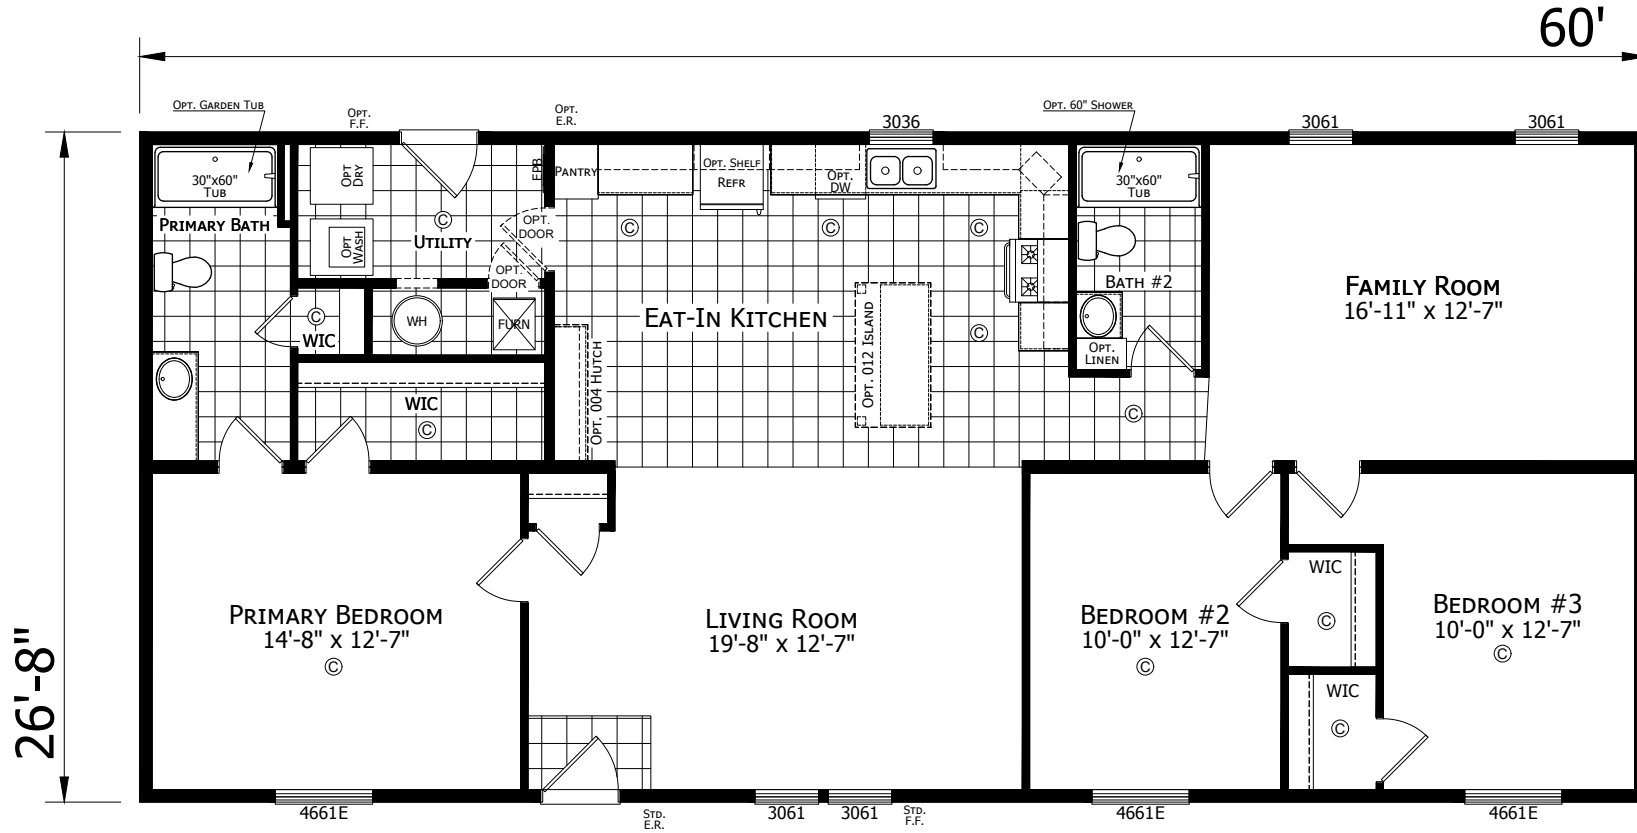 60'
Opt. Garden Tub
Opt.
F.F.
Opt.
E.R.
3036
Opt. 60" Shower
3061
3061
30"x60"
Tub
Primary Bath
Opt
Dry
Opt
Wash
©
Utility
EPB
Pantry
Opt.
Door
Opt.
Door
Opt. Shelf
Refr
Opt.
DW
©
©
©
30"x60"
Tub
Bath #2
Opt.
Linen
Family Room
16'-11" x 12'-7"
©
WIC
WH
FURN
Eat-In Kitchen
©
Opt. 012 Island
Opt. 004 Hutch
WIC
©
©
Primary Bedroom
14'-8" x 12'-7"
©
Living Room
19'-8" x 12'-7"
Bedroom #2
10'-0" x 12'-7"
©
WIC
©
WIC
©
Bedroom #3
10'-0" x 12'-7"
©
26'-8"
4661E
Std.
E.R.
3061
3061
Std.
F.F.
4661E
4661E